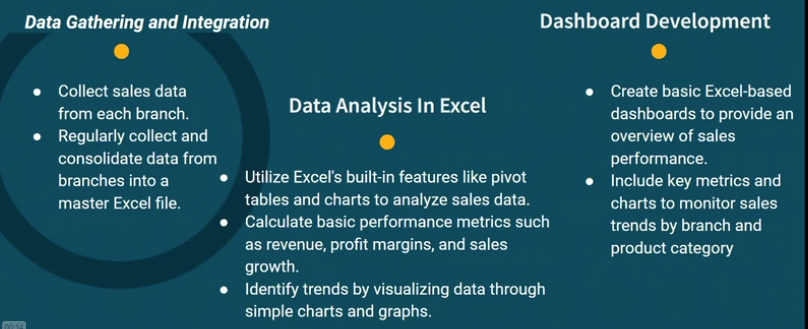 Data Gathering and Integration
• Collect sales data
from each branch.
• Regularly collect and
consolidate data from
branches into a
master Excel file.
Data Analysis In Excel
• Utilize Excel's built-in features like pivot
tables and charts to analyze sales data.
• Calculate basic performance metrics such
as revenue, profit margins, and sales
growth.
• Identify trends by visualizing data through
simple charts and graphs.
Dashboard Development
• Create basic Excel-based
dashboards to provide an
overview of sales
performance.
• Include key metrics and
charts to monitor sales
trends by branch and
product category